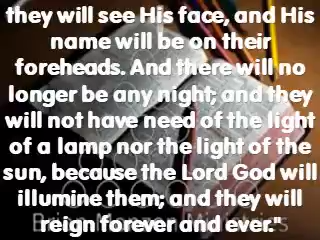 they will see His face, and His
name will be on their
foreheads. And there will no
longer be any night; and they
will not have need of the light
of a lamp nor the light of the
sun, because the Lord God will
illumine them; and they will
reign forever and ever."